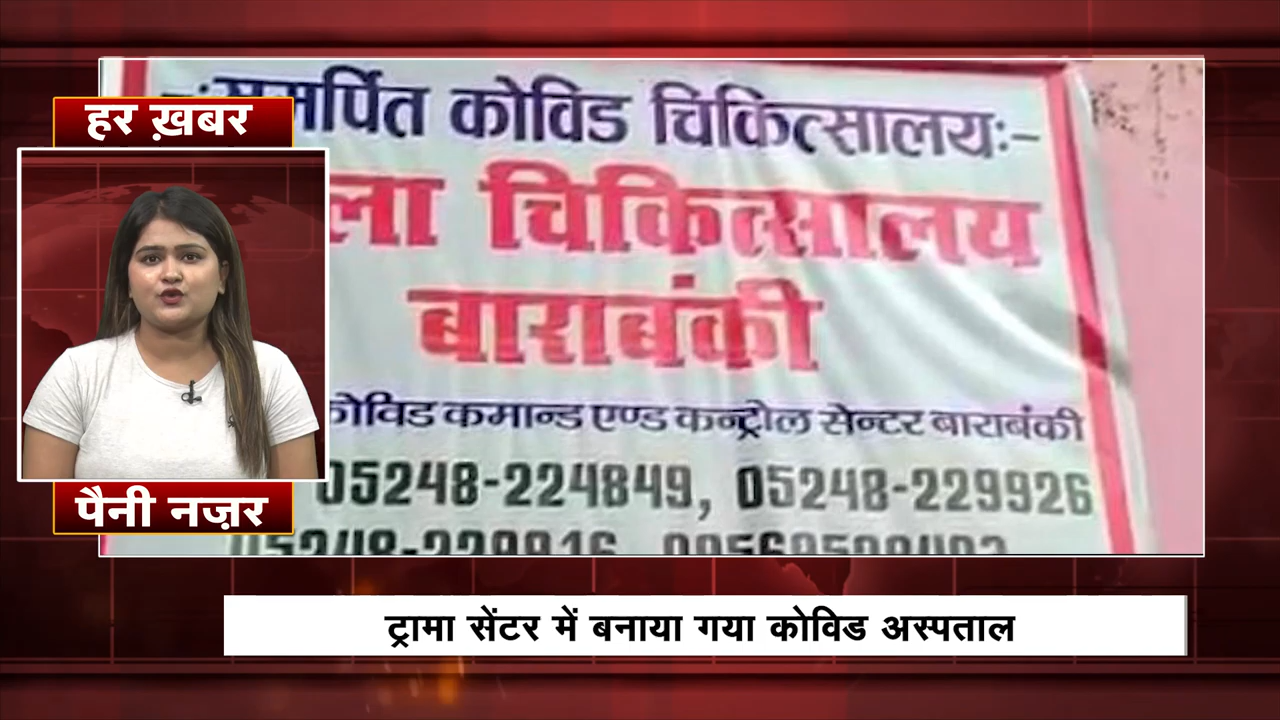 हर ख़बर
पैनी नज़र
समर्पित कोविड चिकित्सालयः-
चिकित्सालय
बाराबंकी
कोविड कमान्ड एण्ड कन्ट्रोल सेन्टर बाराबंकी
05248-224849, 05248-229926
ट्रामा सेंटर में बनाया गया कोविड अस्पताल